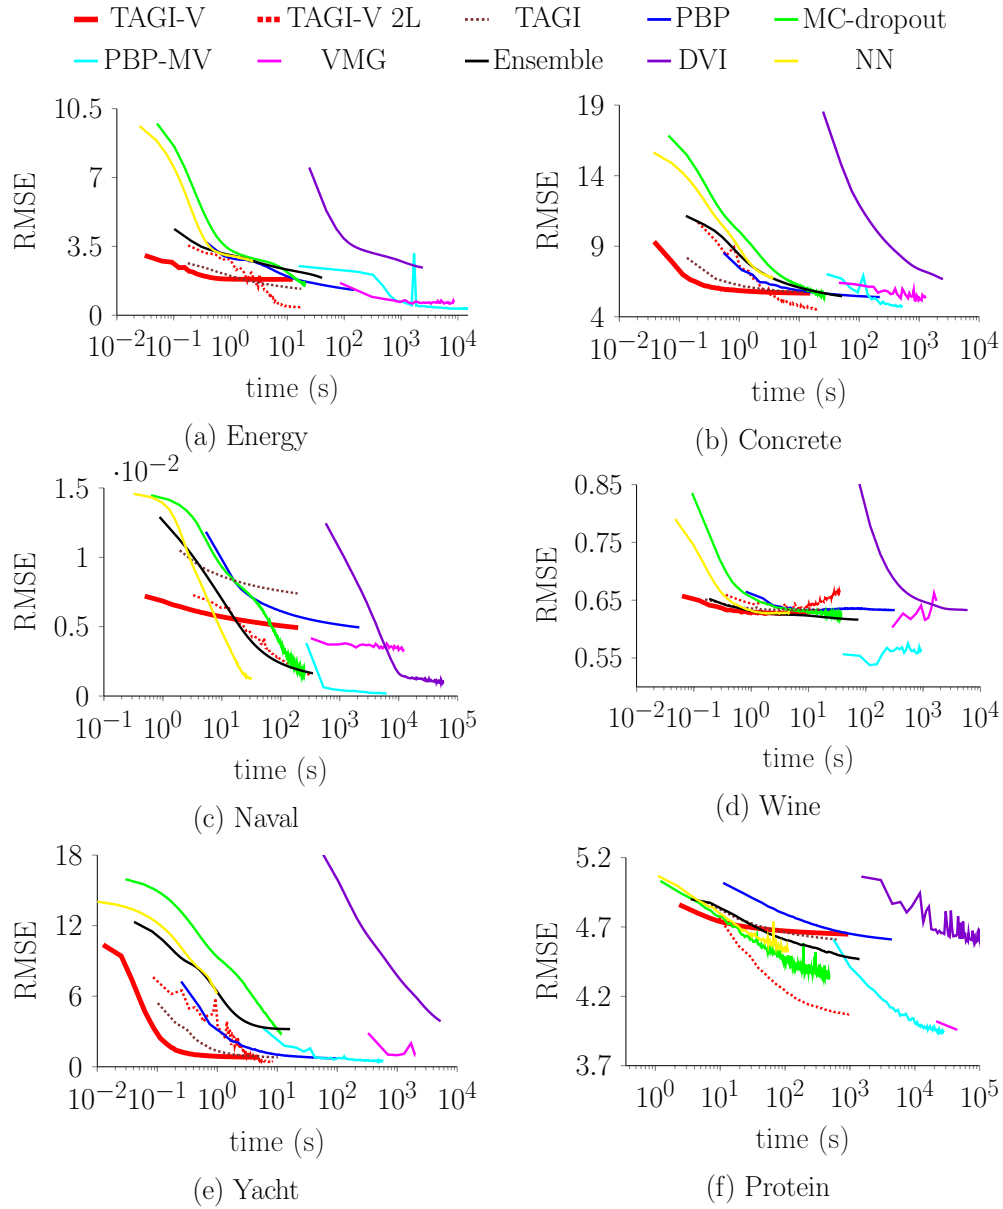 TAGI-V TAGI-V 2L TAGI PBP MC-dropout
PBP-MV VMG Ensemble DVI NN
10.5
7
3.5
0
RMSE
10^{-2} 10^{-1} 10^0 10^2 10^3 10^4
time (s)
(a) Energy
19
14
9
4
RMSE
10^{-2} 10^{-1} 10^0 10^1 10^2 10^3 10^4
time (s)
(b) Concrete
·10^{-2}
1.5
1
0.5
0
RMSE
10^{-1} 10^0 10^1 10^2 10^3 10^4 10^5
time (s)
(c) Naval
0.85
0.75
0.65
0.55
RMSE
10^{-2} 10^{-1} 10^0 10^1 10^2 10^3 10^4
time (s)
(d) Wine
18
12
6
0
RMSE
10^{-2} 10^{-1} 10^0 10^1 10^2 10^3 10^4
time (s)
(e) Yacht
5.2
4.7
4.2
3.7
RMSE
10^0 10^1 10^2 10^3 10^4 10^5
time (s)
(f) Protein